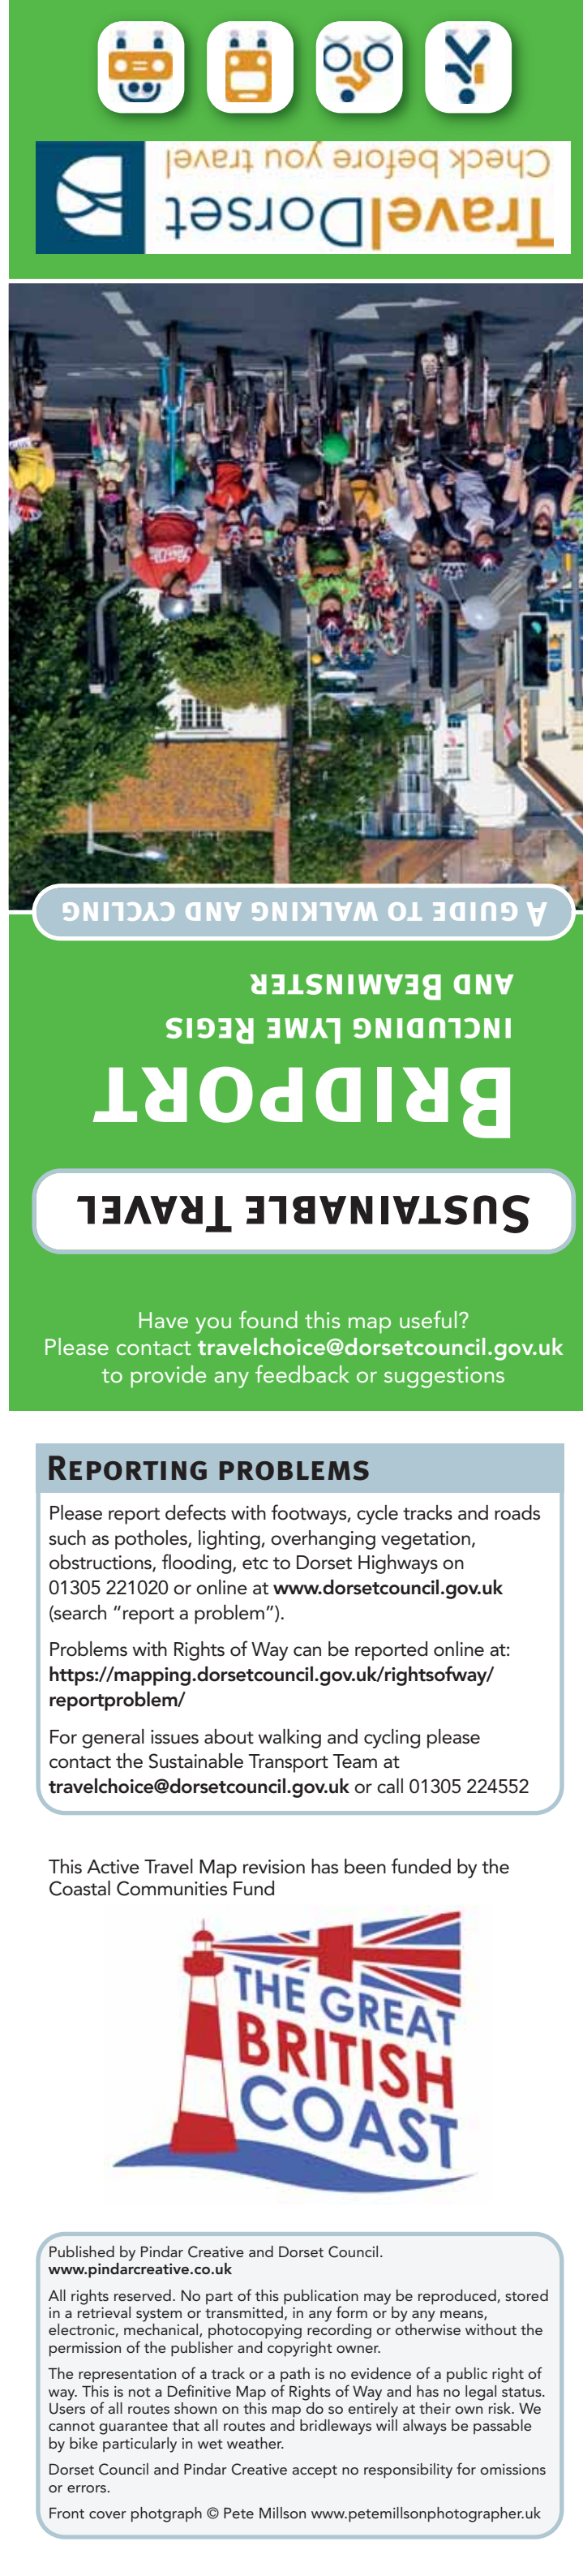 SUSTAINABLE TRAVEL
BRIDPORT
INCLUDING LYME REGIS
AND BEAMINSTER
A GUIDE TO WALKING AND CYCLING
TravelDorset
Check before you travel
Have you found this map useful?
Please contact travelchoice@dorsetcouncil.gov.uk
to provide any feedback or suggestions
REPORTING PROBLEMS
Please report defects with footways, cycle tracks and roads
such as potholes, lighting, overhanging vegetation,
obstructions, flooding, etc to Dorset Highways on
01305 221020 or online at www.dorsetcouncil.gov.uk
(search “report a problem”).
Problems with Rights of Way can be reported online at:
https://mapping.dorsetcouncil.gov.uk/rightsofway/
reportproblem/
For general issues about walking and cycling please
contact the Sustainable Transport Team at
travelchoice@dorsetcouncil.gov.uk or call 01305 224552
This Active Travel Map revision has been funded by the
Coastal Communities Fund
THE GREAT
BRITISH
COAST
Published by Pindar Creative and Dorset Council.
www.pindarcreative.co.uk
All rights reserved. No part of this publication may be reproduced, stored
in a retrieval system or transmitted, in any form or by any means,
electronic, mechanical, photocopying recording or otherwise without the
permission of the publisher and copyright owner.
The representation of a track or a path is no evidence of a public right of
way. This is not a Definitive Map of Rights of Way and has no legal status.
Users of all routes shown on this map do so entirely at their own risk. We
cannot guarantee that all routes and bridleways will always be passable
by bike particularly in wet weather.
Dorset Council and Pindar Creative accept no responsibility for omissions
or errors.
Front cover photgraph © Pete Millson www.petemillsonphotographer.uk